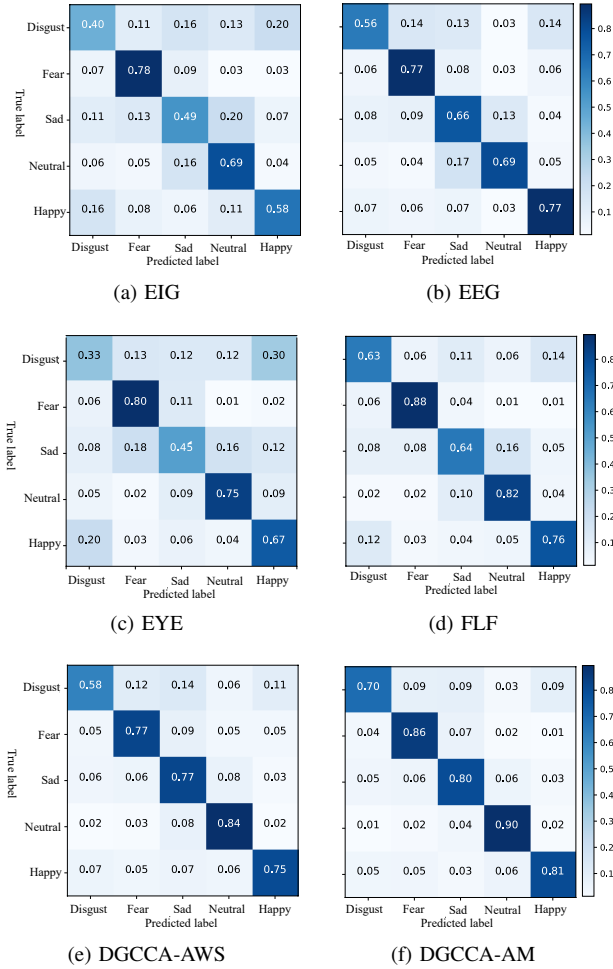 Disgust 0.40 0.11 0.16 0.13 0.20
Fear 0.07 0.78 0.09 0.03 0.03
Sad 0.11 0.13 0.49 0.20 0.07
Neutral 0.06 0.05 0.16 0.69 0.04
Happy 0.16 0.08 0.06 0.11 0.58
True label
Disgust Fear Sad Neutral Happy
Predicted label
(a) EIG
0.56 0.14 0.13 0.03 0.14
0.06 0.77 0.08 0.03 0.06
0.08 0.09 0.66 0.13 0.04
0.05 0.04 0.17 0.69 0.05
0.07 0.06 0.07 0.03 0.77
Disgust Fear Sad Neutral Happy
Predicted label
0.8
0.7
0.6
0.5
0.4
0.3
0.2
0.1
(b) EEG
Disgust 0.33 0.13 0.12 0.12 0.30
Fear 0.06 0.80 0.11 0.01 0.02
Sad 0.08 0.18 0.45 0.16 0.12
Neutral 0.05 0.02 0.09 0.75 0.09
Happy 0.20 0.03 0.06 0.04 0.67
True label
Disgust Fear Sad Neutral Happy
Predicted label
(c) EYE
0.63 0.06 0.11 0.06 0.14
0.06 0.88 0.04 0.01 0.01
0.08 0.08 0.64 0.16 0.05
0.02 0.02 0.10 0.82 0.04
0.12 0.03 0.04 0.05 0.76
Disgust Fear Sad Neutral Happy
Predicted label
0.8
0.7
0.6
0.5
0.4
0.3
0.2
0.1
(d) FLF
Disgust 0.58 0.12 0.14 0.06 0.11
Fear 0.05 0.77 0.09 0.05 0.05
Sad 0.06 0.06 0.77 0.08 0.03
Neutral 0.02 0.03 0.08 0.84 0.02
Happy 0.07 0.05 0.07 0.06 0.75
True label
Disgust Fear Sad Neutral Happy
Predicted label
(e) DGCCA-AWS
0.70 0.09 0.09 0.03 0.09
0.04 0.86 0.07 0.02 0.01
0.05 0.06 0.80 0.06 0.03
0.01 0.02 0.04 0.90 0.02
0.05 0.05 0.03 0.06 0.81
Disgust Fear Sad Neutral Happy
Predicted label
0.8
0.7
0.6
0.5
0.4
0.3
0.2
0.1
(f) DGCCA-AM